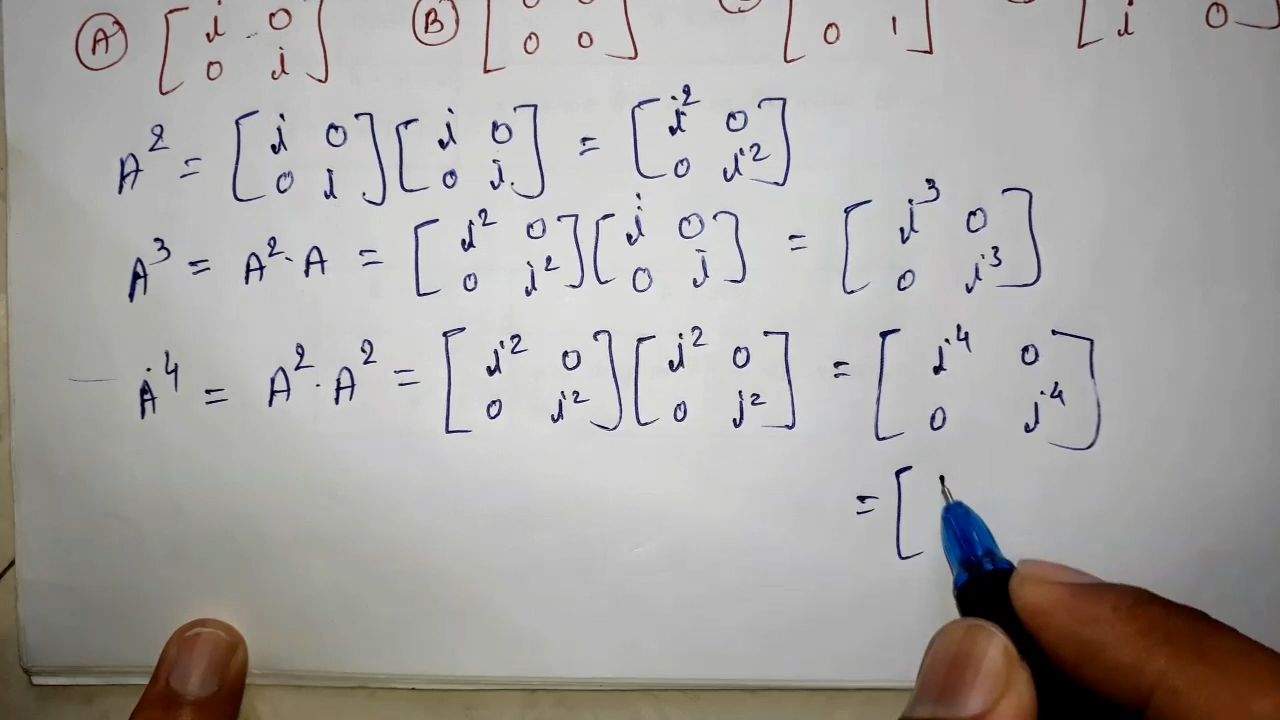 (A) [i 0
0 i] (B) [0 0
0 0] [
0 1] [
i 0]
A² = [i 0
0 i] [i 0
0 i] = [i² 0
0 i²]
A³ = A²·A = [i² 0
0 i²] [i 0
0 i] = [i³ 0
0 i³]
A⁴ = A²·A² = [i² 0
0 i²] [i² 0
0 i²] = [i⁴ 0
0 i⁴]
= [